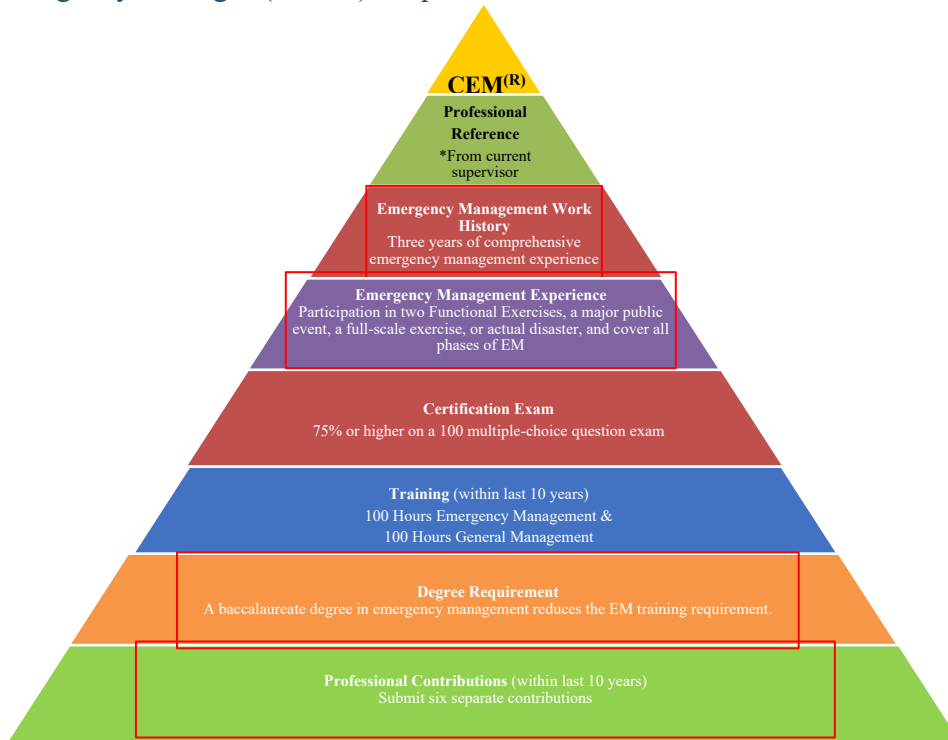 CEM(R)
Professional
Reference
*From current
supervisor
Emergency Management Work
History
Three years of comprehensive
emergency management experience
Emergency Management Experience
Participation in two Functional Exercises, a major public
event, a full-scale exercise, or actual disaster, and cover all
phases of EM
Certification Exam
75% or higher on a 100 multiple-choice question exam
Training (within last 10 years)
100 Hours Emergency Management &
100 Hours General Management
Degree Requirement
A baccalaureate degree in emergency management reduces the EM training requirement.
Professional Contributions (within last 10 years)
Submit six separate contributions